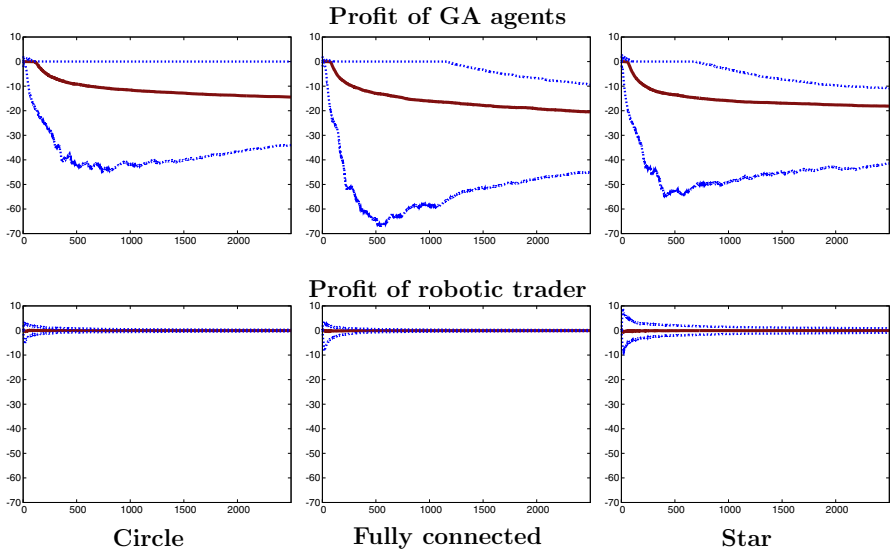 Profit of GA agents
10 10 10
0 0 0
-10 -10 -10
-20 -20 -20
-30 -30 -30
-40 -40 -40
-50 -50 -50
-60 -60 -60
-70 -70 -70
0 500 1000 1500 2000 0 500 1000 1500 2000 0 500 1000 1500 2000
Profit of robotic trader
10 10 10
0 0 0
-10 -10 -10
-20 -20 -20
-30 -30 -30
-40 -40 -40
-50 -50 -50
-60 -60 -60
-70 -70 -70
0 500 1000 1500 2000 0 500 1000 1500 2000 0 500 1000 1500 2000
Circle Fully connected Star